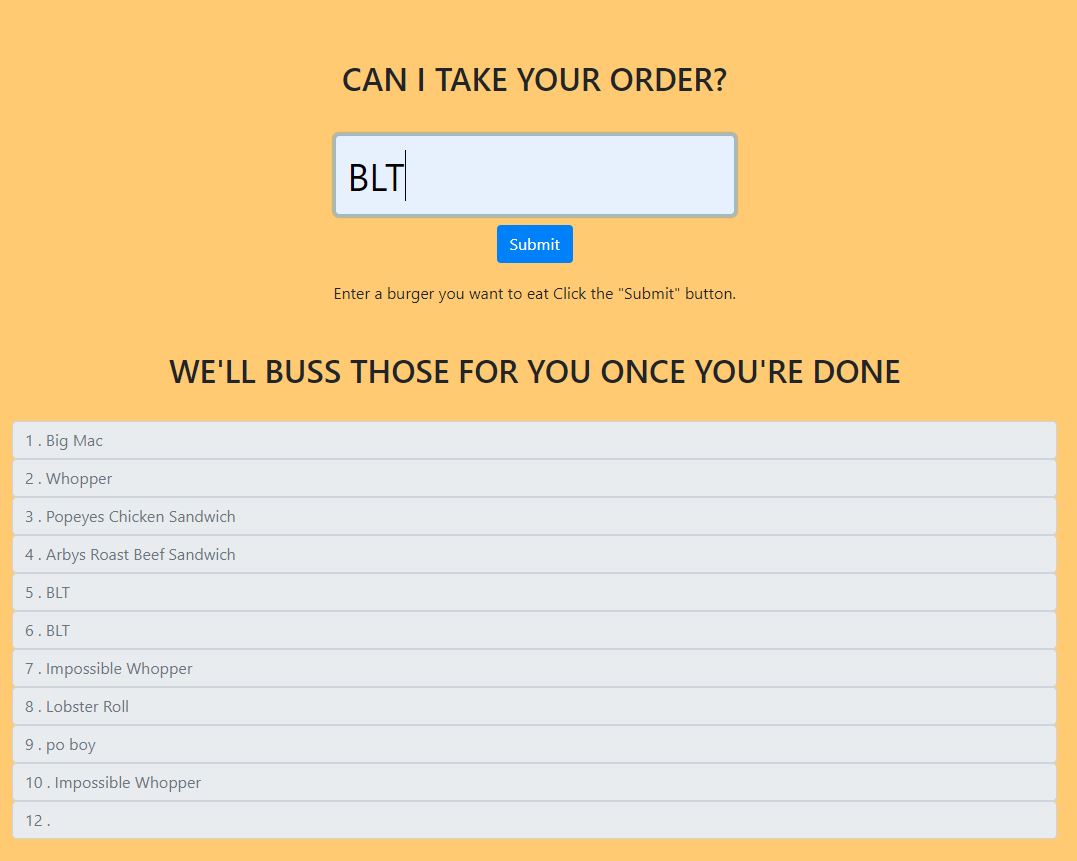 CAN I TAKE YOUR ORDER?
BLT
Submit
Enter a burger you want to eat Click the "Submit" button.
WE'LL BUSS THOSE FOR YOU ONCE YOU'RE DONE
1 . Big Mac
2 . Whopper
3 . Popeyes Chicken Sandwich
4 . Arbys Roast Beef Sandwich
5 . BLT
6 . BLT
7 . Impossible Whopper
8 . Lobster Roll
9 . po boy
10 . Impossible Whopper
12 .